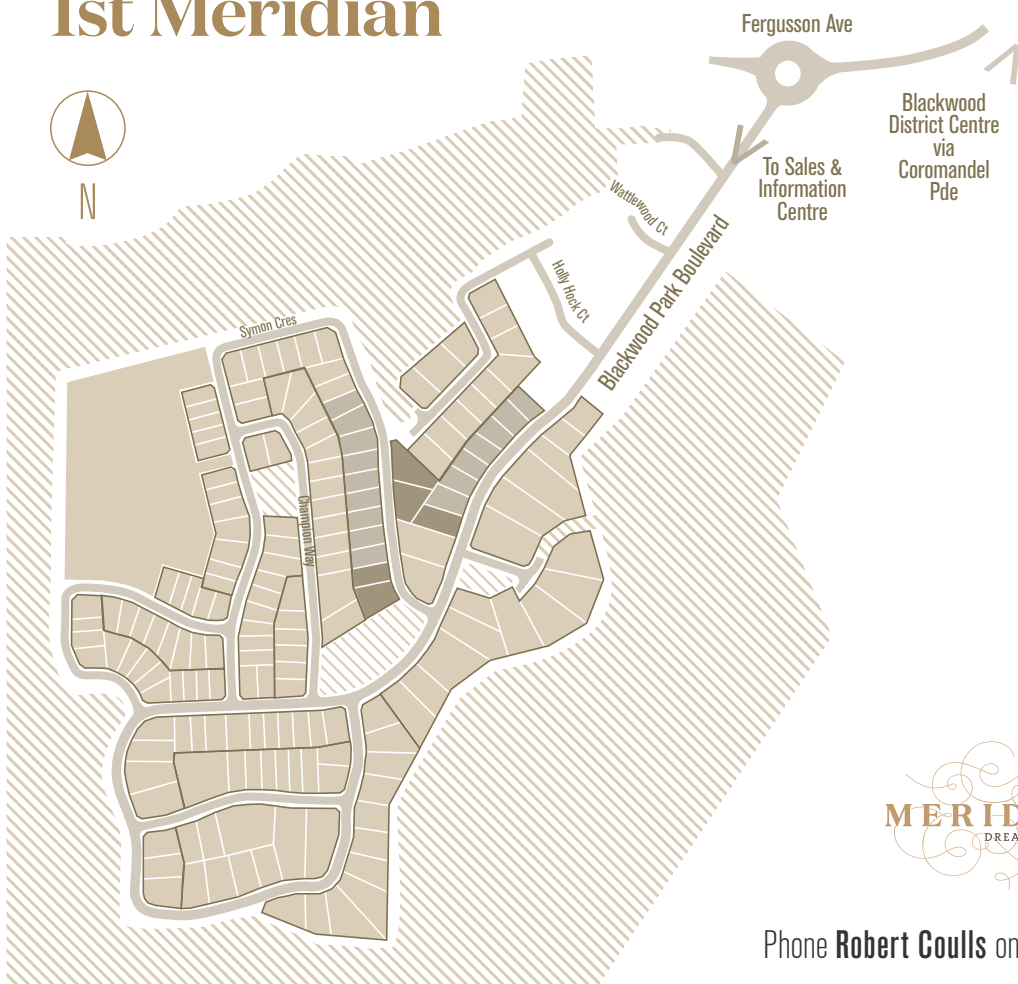 1st Meridian
N
Fergusson Ave
Blackwood
District Centre
via
Coromandel
Pde
To Sales &
Information
Centre
Wattlewood Ct
Holly Hock Ct
Blackwood Park Boulevard
Symon Cres
Champion Way
MERID
DREA
Phone Robert Coulls on